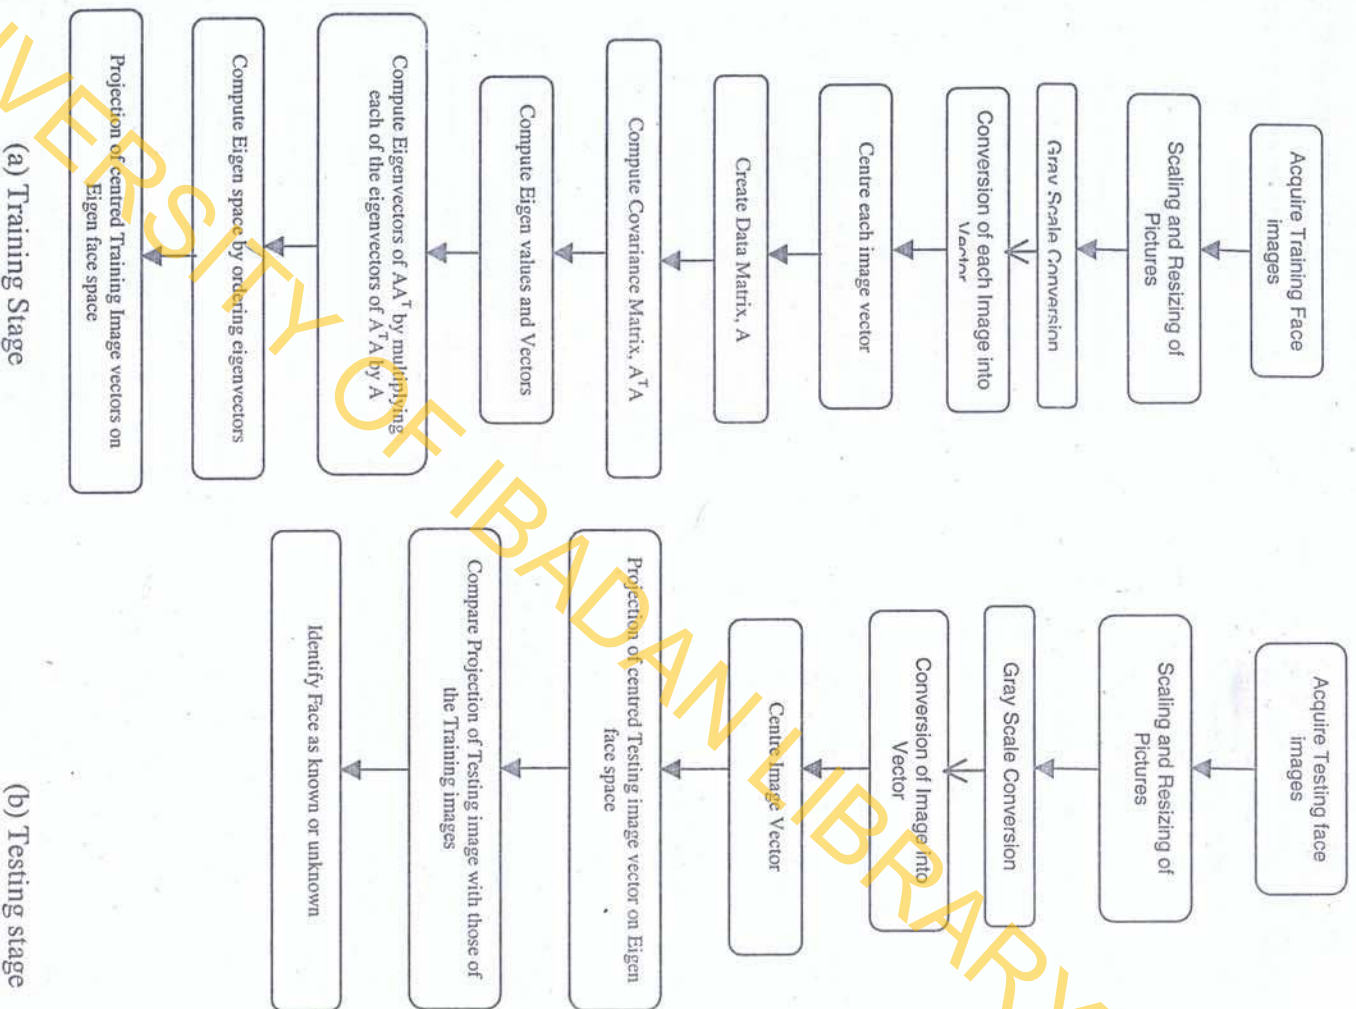 Acquire Training Face
images
Scaling and Resizing of
Pictures
Gray Scale Conversion
Conversion of each Image into
Vector
Centre each image vector
Create Data Matrix, A
Compute Covariance Matrix, AᵀA
Compute Eigen values and Vectors
Compute Eigenvectors of AAᵀ by multiplying
each of the eigenvectors of AᵀA by A
Compute Eigen space by ordering eigenvectors
Projection of centred Training Image vectors on
Eigen face space
(a) Training Stage
Acquire Testing face
images
Scaling and Resizing of
Pictures
Gray Scale Conversion
Conversion of Image into
Vector
Centre Image Vector
Projection of centred Testing image vector on Eigen
face space
Compare Projection of Testing image with those of
the Training images
Identify Face as known or unknown
(b) Testing stage
IVERSITY OF IBADAN LIBRARY